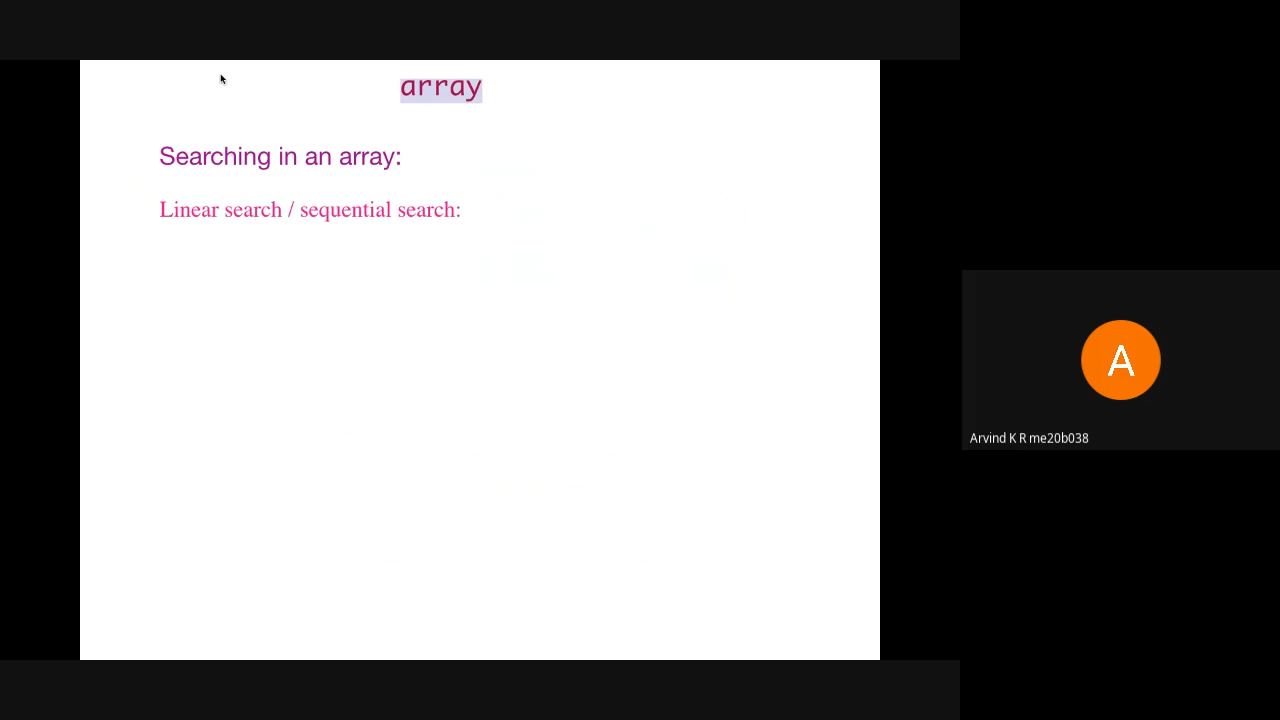 array
Searching in an array:
Linear search / sequential search:
A
Arvind K R me20b038